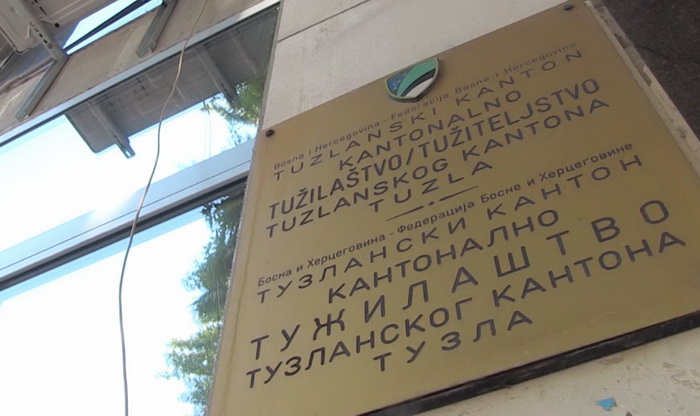 Bosna i Hercegovina - Federacija Bosne i Hercegovine
TUZLANSKI KANTON
KANTONALNO
TUŽILAŠTVO/TUŽITELJSTVO
TUZLANSKOG KANTONA
TUZLA
Босна и Херцеговина - Федерација Босне и Херцеговине
ТУЗЛАНСКИ КАНТОН
КАНТОНАЛНО
ТУЖИЛАШТВО
ТУЗЛАНСКОГ КАНТОНА
ТУЗЛА